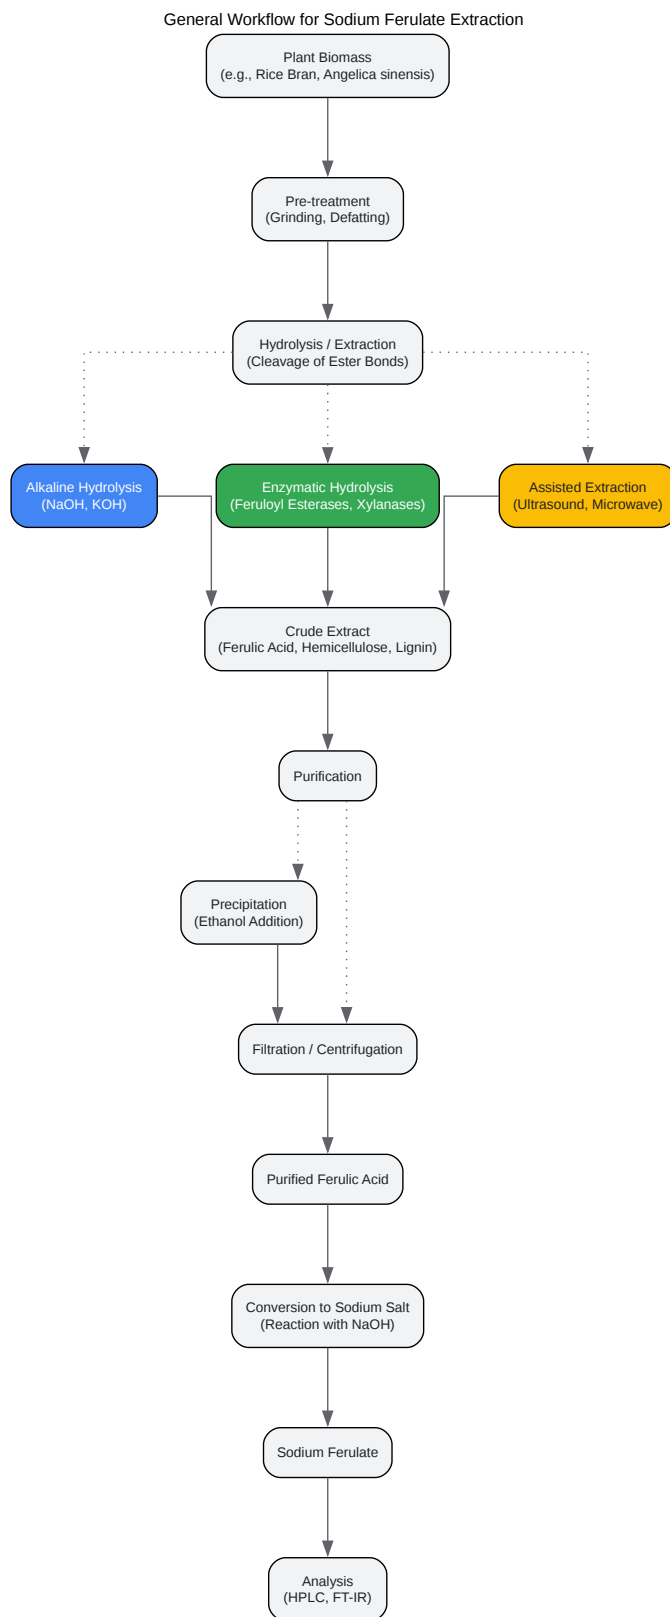 General Workflow for Sodium Ferulate Extraction
Plant Biomass
(e.g., Rice Bran, Angelica sinensis)
Pre-treatment
(Grinding, Defatting)
Hydrolysis / Extraction
(Cleavage of Ester Bonds)
Alkaline Hydrolysis
(NaOH, KOH)
Enzymatic Hydrolysis
(Feruloyl Esterases, Xylanases)
Assisted Extraction
(Ultrasound, Microwave)
Crude Extract
(Ferulic Acid, Hemicellulose, Lignin)
Purification
Precipitation
(Ethanol Addition)
Filtration / Centrifugation
Purified Ferulic Acid
Conversion to Sodium Salt
(Reaction with NaOH)
Sodium Ferulate
Analysis
(HPLC, FT-IR)